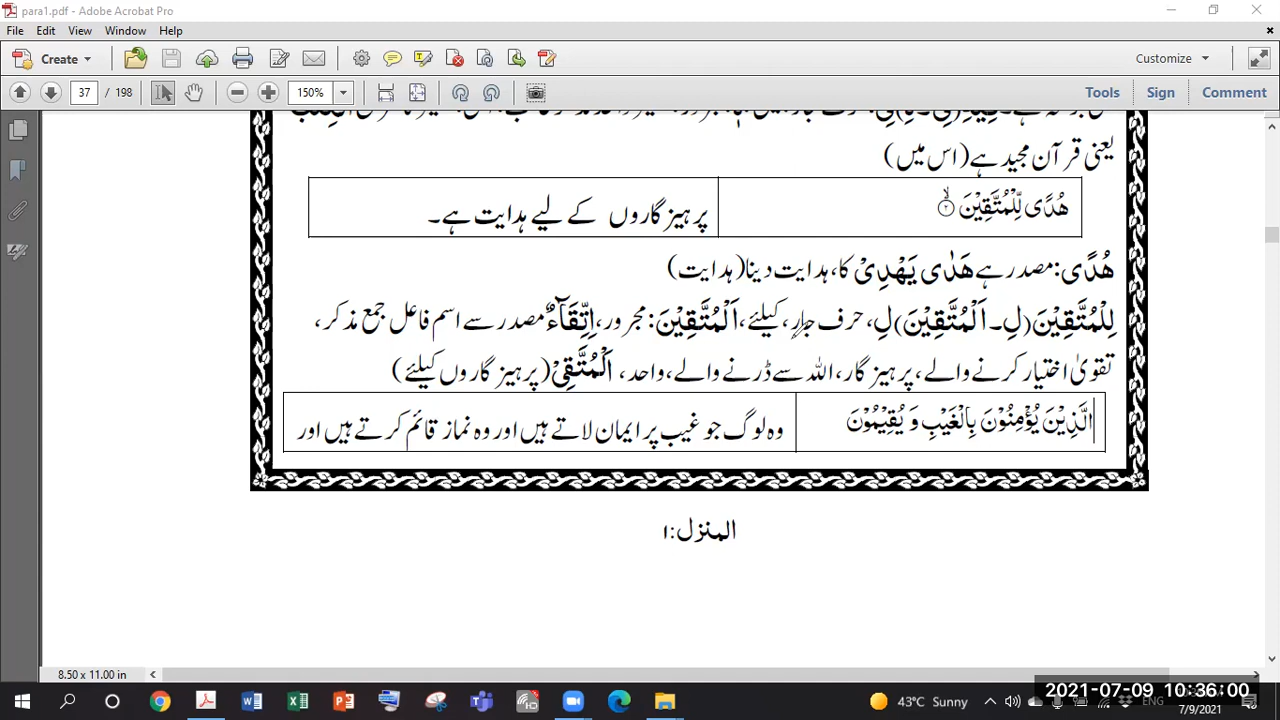 para1.pdf - Adobe Acrobat Pro
File Edit View Window Help
Create Customize
37 / 198 150% Tools Sign Comment
یعنی قرآن مجید ہے (اس میں)
هُدًی لِّلْمُتَّقِیْنَ ۙ﴿۲﴾ پرہیز گاروں کے لیے ہدایت ہے۔
هُدًی: مصدر ہے هَدٰی یَهْدِیْ کا، ہدایت دینا (ہدایت)
لِلْمُتَّقِیْنَ (لِ۔ اَلْمُتَّقِیْنَ) لِ، حرف جار، کیلئے، اَلْمُتَّقِیْنَ: مجرور، اِتِّقَآءٌ مصدر سے اسم فاعل جمع مذکر،
تقویٰ اختیار کرنے والے، پرہیز گار، اللہ سے ڈرنے والے، واحد، اَلْمُتَّقِیْ (پرہیز گاروں کیلئے)
الَّذِیْنَ یُؤْمِنُوْنَ بِالْغَیْبِ وَ یُقِیْمُوْنَ وہ لوگ جو غیب پر ایمان لاتے ہیں اور وہ نماز قائم کرتے ہیں اور
المنزل: ۱
8.50 x 11.00 in
43°C Sunny ENG
2021-07-09 10:36:00
7/9/2021